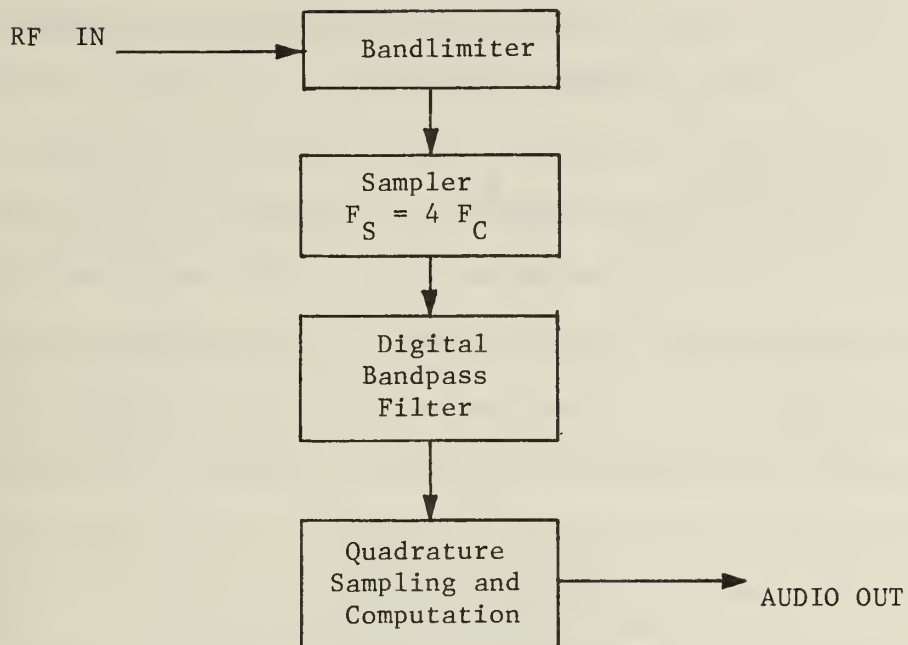 RF IN
Bandlimiter
Sampler
F_S = 4 F_C
Digital
Bandpass
Filter
Quadrature
Sampling and
Computation
AUDIO OUT